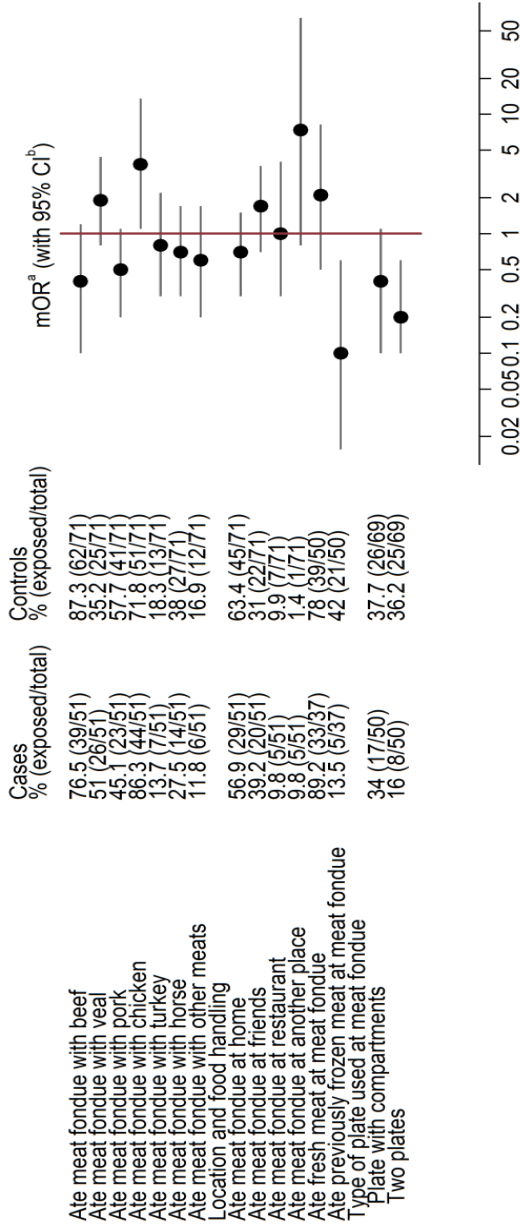 Cases Controls
% (exposed/total) % (exposed/total) mORᵃ (with 95% CIᵇ)
Ate meat fondue with beef 76.5 (39/51) 87.3 (62/71)
Ate meat fondue with veal 51 (26/51) 35.2 (25/71)
Ate meat fondue with pork 45.1 (23/51) 57.7 (41/71)
Ate meat fondue with chicken 86.3 (44/51) 71.8 (51/71)
Ate meat fondue with turkey 13.7 (7/51) 18.3 (13/71)
Ate meat fondue with horse 27.5 (14/51) 38 (27/71)
Ate meat fondue with other meats 11.8 (6/51) 16.9 (12/71)
Location and food handling
Ate meat fondue at home 56.9 (29/51) 63.4 (45/71)
Ate meat fondue at friends 39.2 (20/51) 31 (22/71)
Ate meat fondue at restaurant 9.8 (5/51) 9.9 (7/71)
Ate meat fondue at another place 9.8 (5/51) 1.4 (1/71)
Ate fresh meat at meat fondue 89.2 (33/37) 78 (39/50)
Ate previously frozen meat at meat fondue 13.5 (5/37) 42 (21/50)
Type of plate used at meat fondue
Plate with compartments 34 (17/50) 37.7 (26/69)
Two plates 16 (8/50) 36.2 (25/69)
0.02 0.05 0.1 0.2 0.5 1 2 5 10 20 50